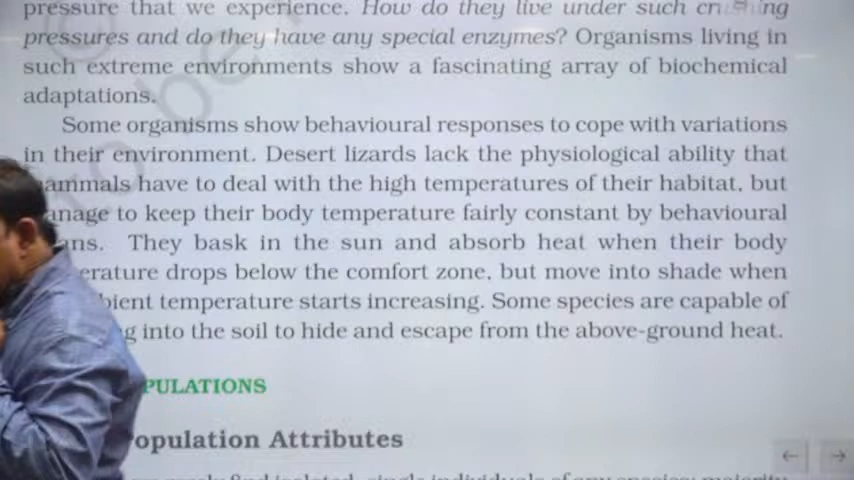 pressure that we experience. How do they live under such crushing
pressures and do they have any special enzymes? Organisms living in
such extreme environments show a fascinating array of biochemical
adaptations.
Some organisms show behavioural responses to cope with variations
in their environment. Desert lizards lack the physiological ability that
ammals have to deal with the high temperatures of their habitat, but
anage to keep their body temperature fairly constant by behavioural
ans. They bask in the sun and absorb heat when their body
erature drops below the comfort zone, but move into shade when
bient temperature starts increasing. Some species are capable of
g into the soil to hide and escape from the above-ground heat.
PULATIONS
opulation Attributes